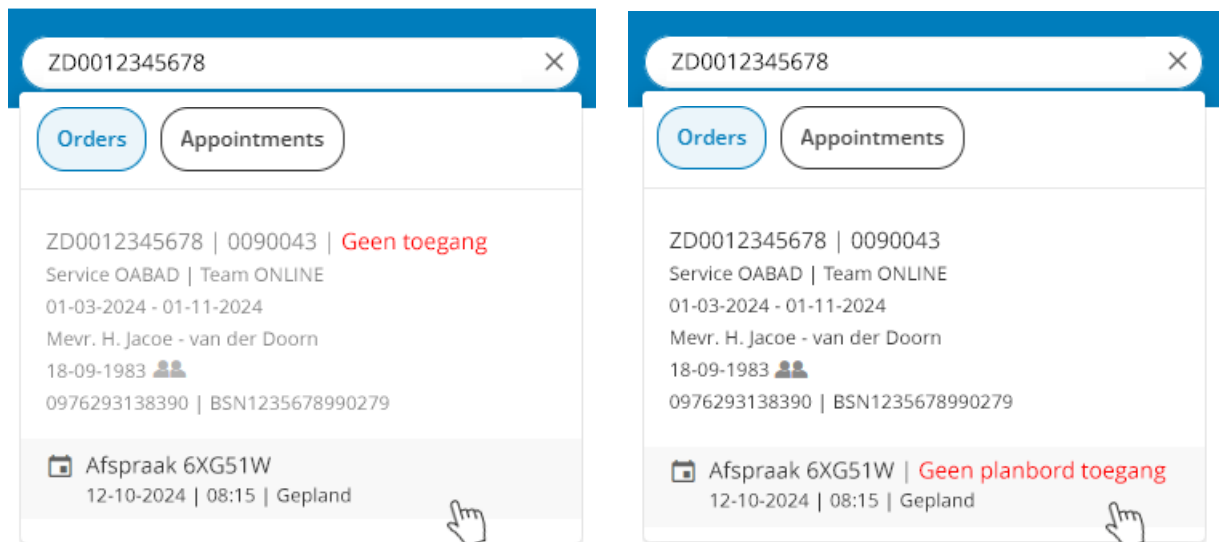 ZD0012345678
Orders
Appointments
ZD0012345678 | 0090043 | Geen toegang
Service OABAD | Team ONLINE
01-03-2024 - 01-11-2024
Mevr. H. Jacoe - van der Doorn
18-09-1983
0976293138390 | BSN1235678990279
Afspraak 6XG51W
12-10-2024 | 08:15 | Gepland
ZD0012345678
Orders
Appointments
ZD0012345678 | 0090043
Service OABAD | Team ONLINE
01-03-2024 - 01-11-2024
Mevr. H. Jacoe - van der Doorn
18-09-1983
0976293138390 | BSN1235678990279
Afspraak 6XG51W | Geen planbord toegang
12-10-2024 | 08:15 | Gepland